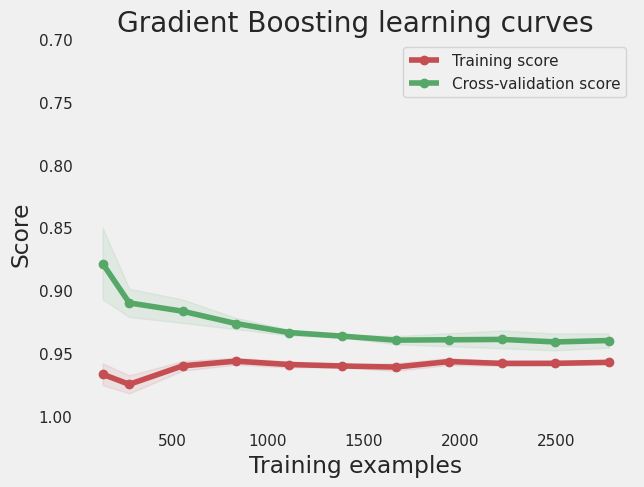 Gradient Boosting learning curves
0.70
Training score
Cross-validation score
0.75
0.80
0.85
Score
0.90
0.95
1.00
500 1000 1500 2000 2500
Training examples